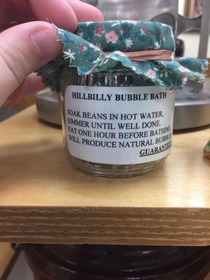 HILLBILLY BUBBLE BATH
SOAK BEANS IN HOT WATER,
SIMMER UNTIL WELL DONE.
EAT ONE HOUR BEFORE BATHING.
WILL PRODUCE NATURAL